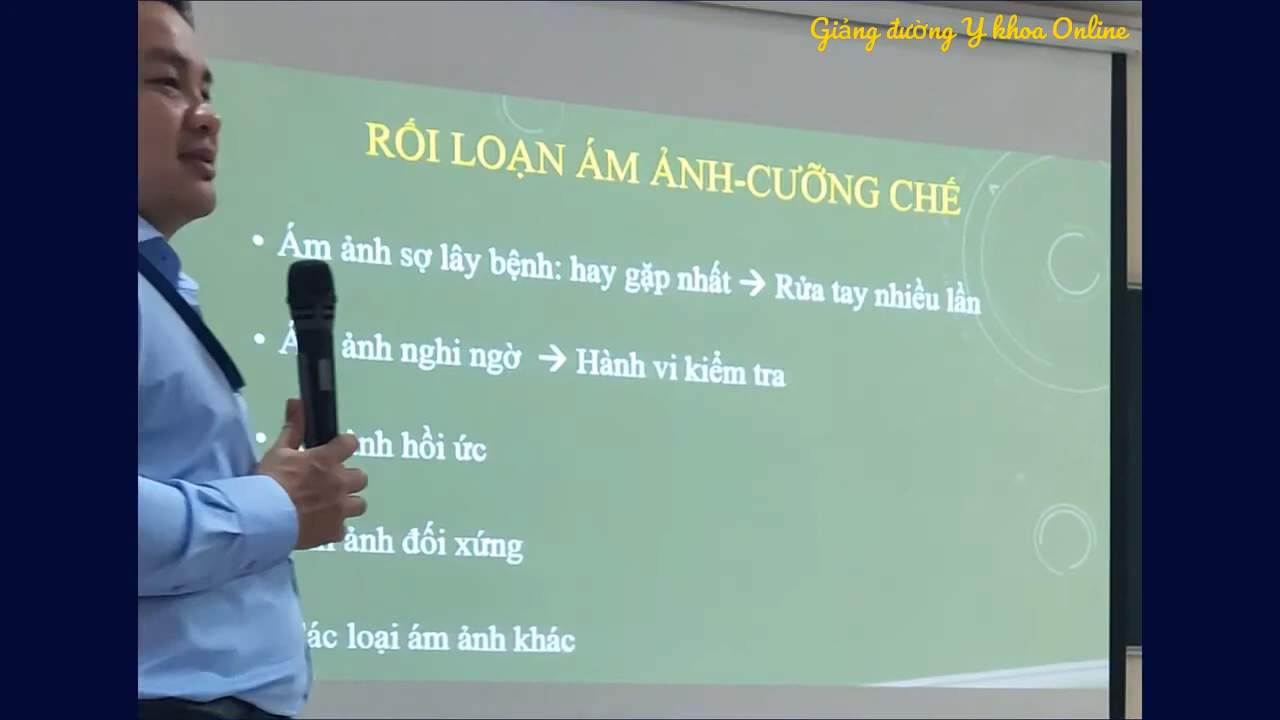 Giảng đường Y khoa Online
RỐI LOẠN ÁM ẢNH-CƯỠNG CHẾ
• Ám ảnh sợ lây bệnh: hay gặp nhất → Rửa tay nhiều lần
• ảnh nghi ngờ → Hành vi kiểm tra
• ảnh hồi ức
ảnh đối xứng
loại ám ảnh khác